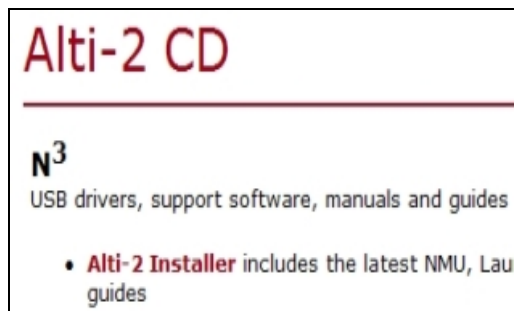 Alti-2 CD
N³
USB drivers, support software, manuals and guides
• Alti-2 Installer includes the latest NMU,
guides